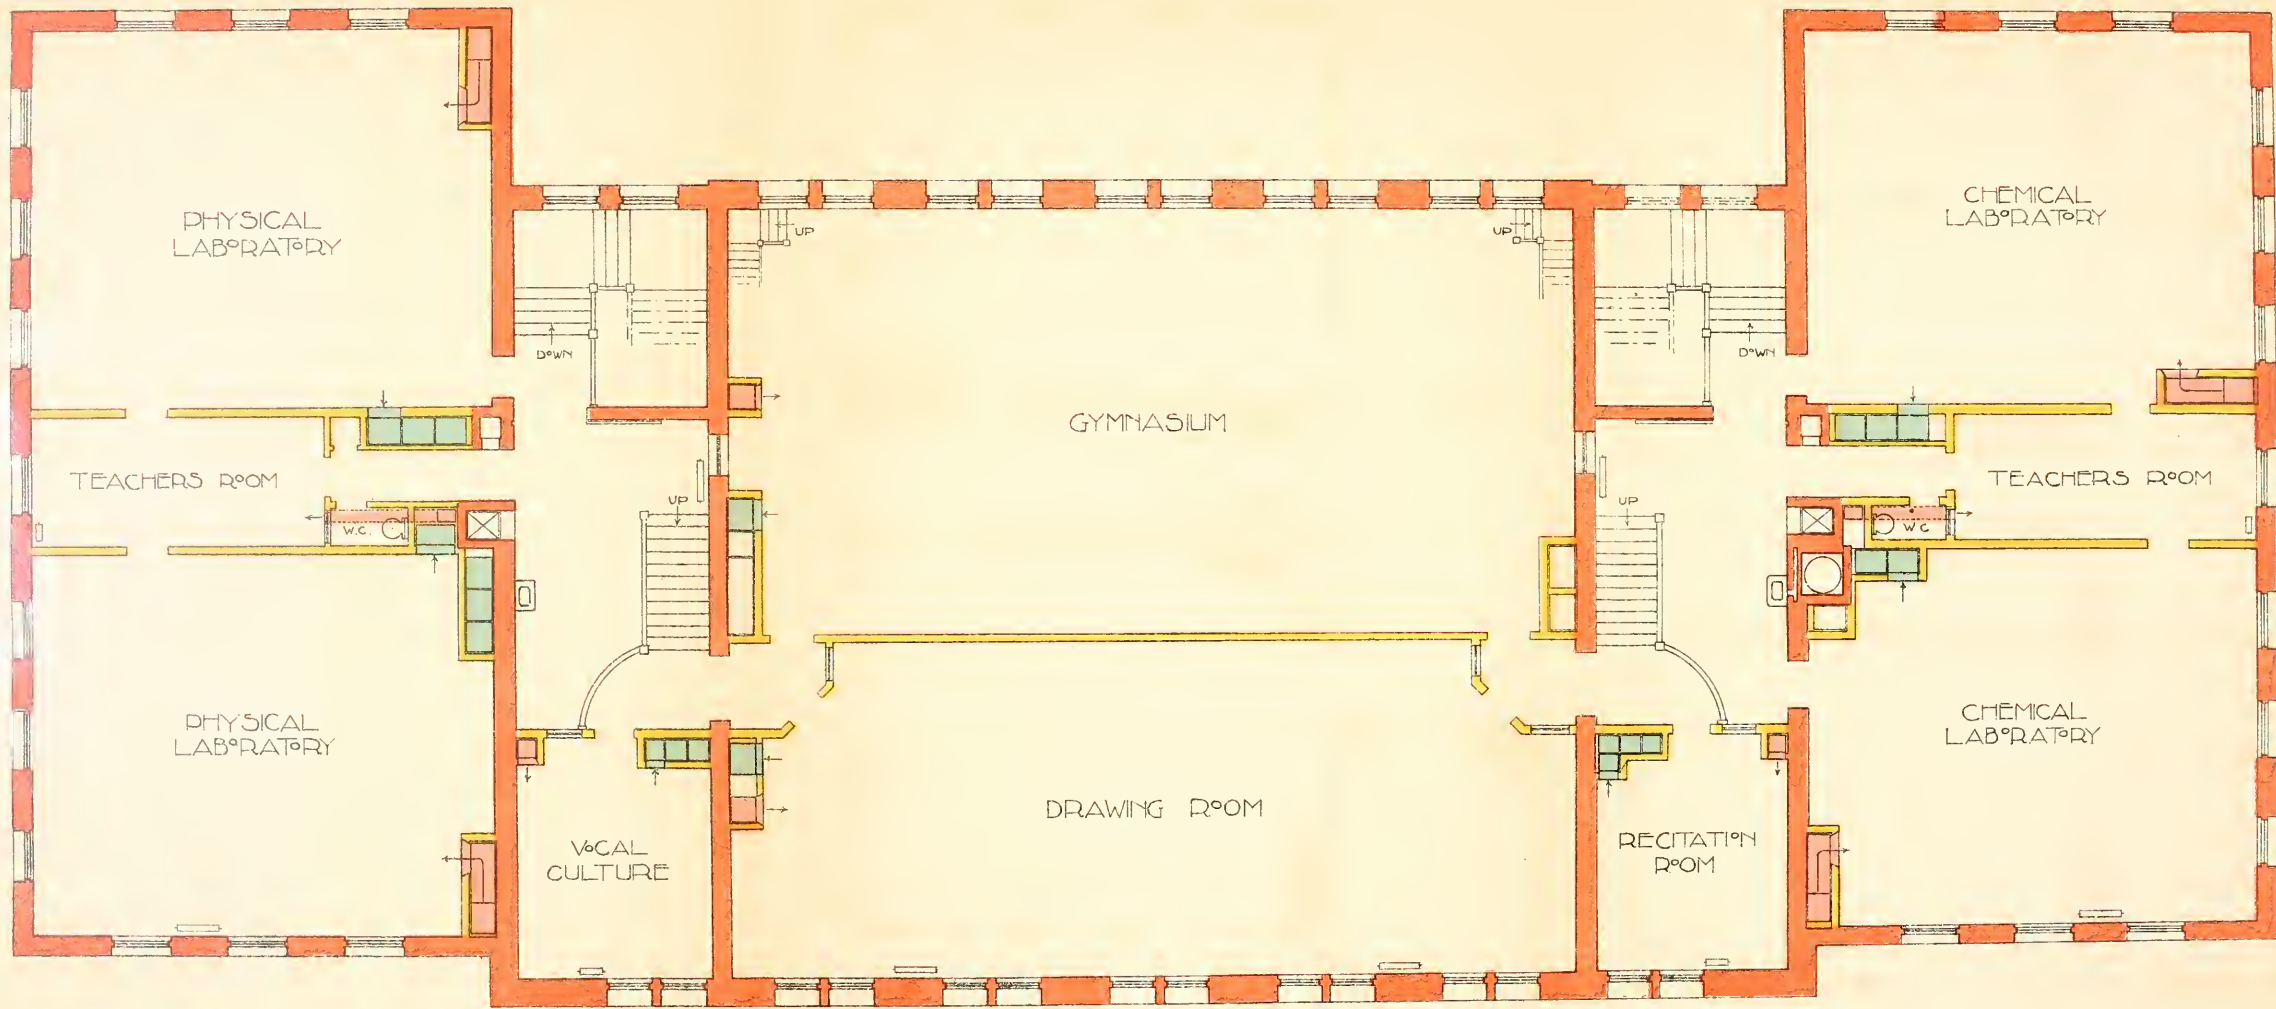 PHYSICAL
LABORATORY
CHEMICAL
LABORATORY
UP
UP
DOWN
DOWN
GYMNASIUM
TEACHERS ROOM
TEACHERS ROOM
UP
UP
W.C.
W.C.
PHYSICAL
LABORATORY
CHEMICAL
LABORATORY
DRAWING ROOM
VOCAL
CULTURE
RECITATION
ROOM